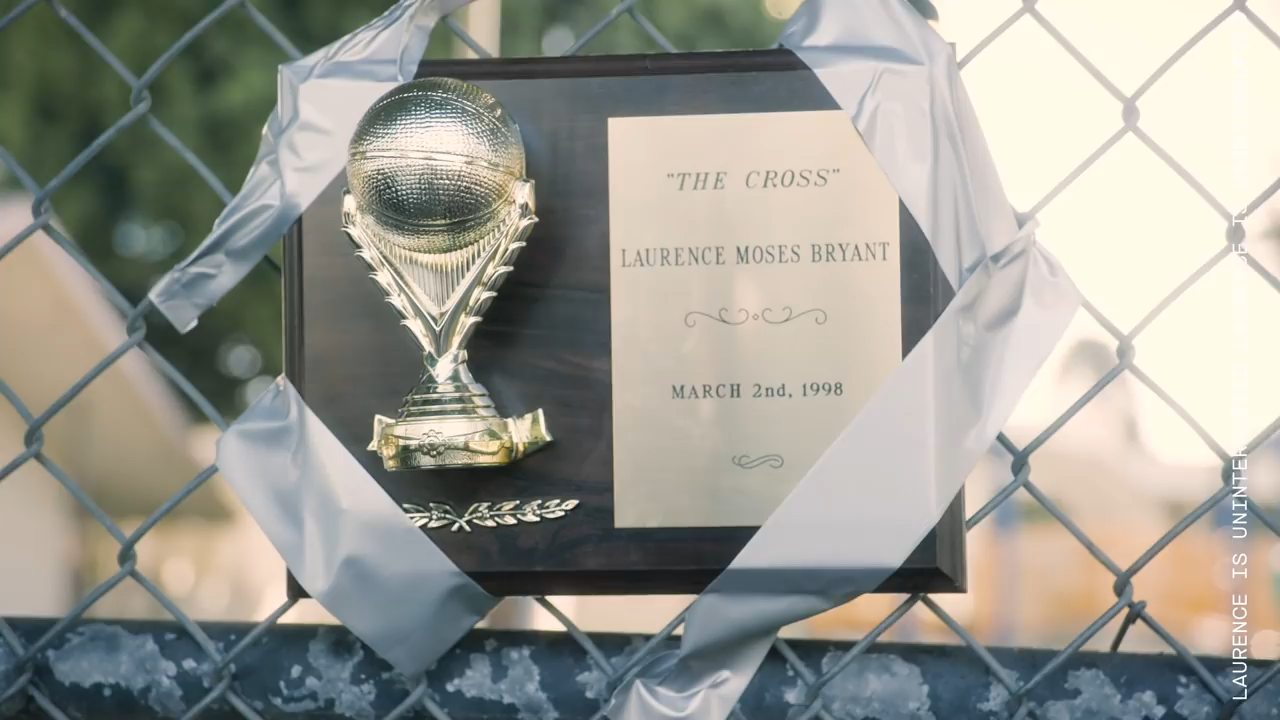 "THE CROSS"
LAURENCE MOSES BRYANT
MARCH 2nd, 1998
LAURENCE IS UNINTER